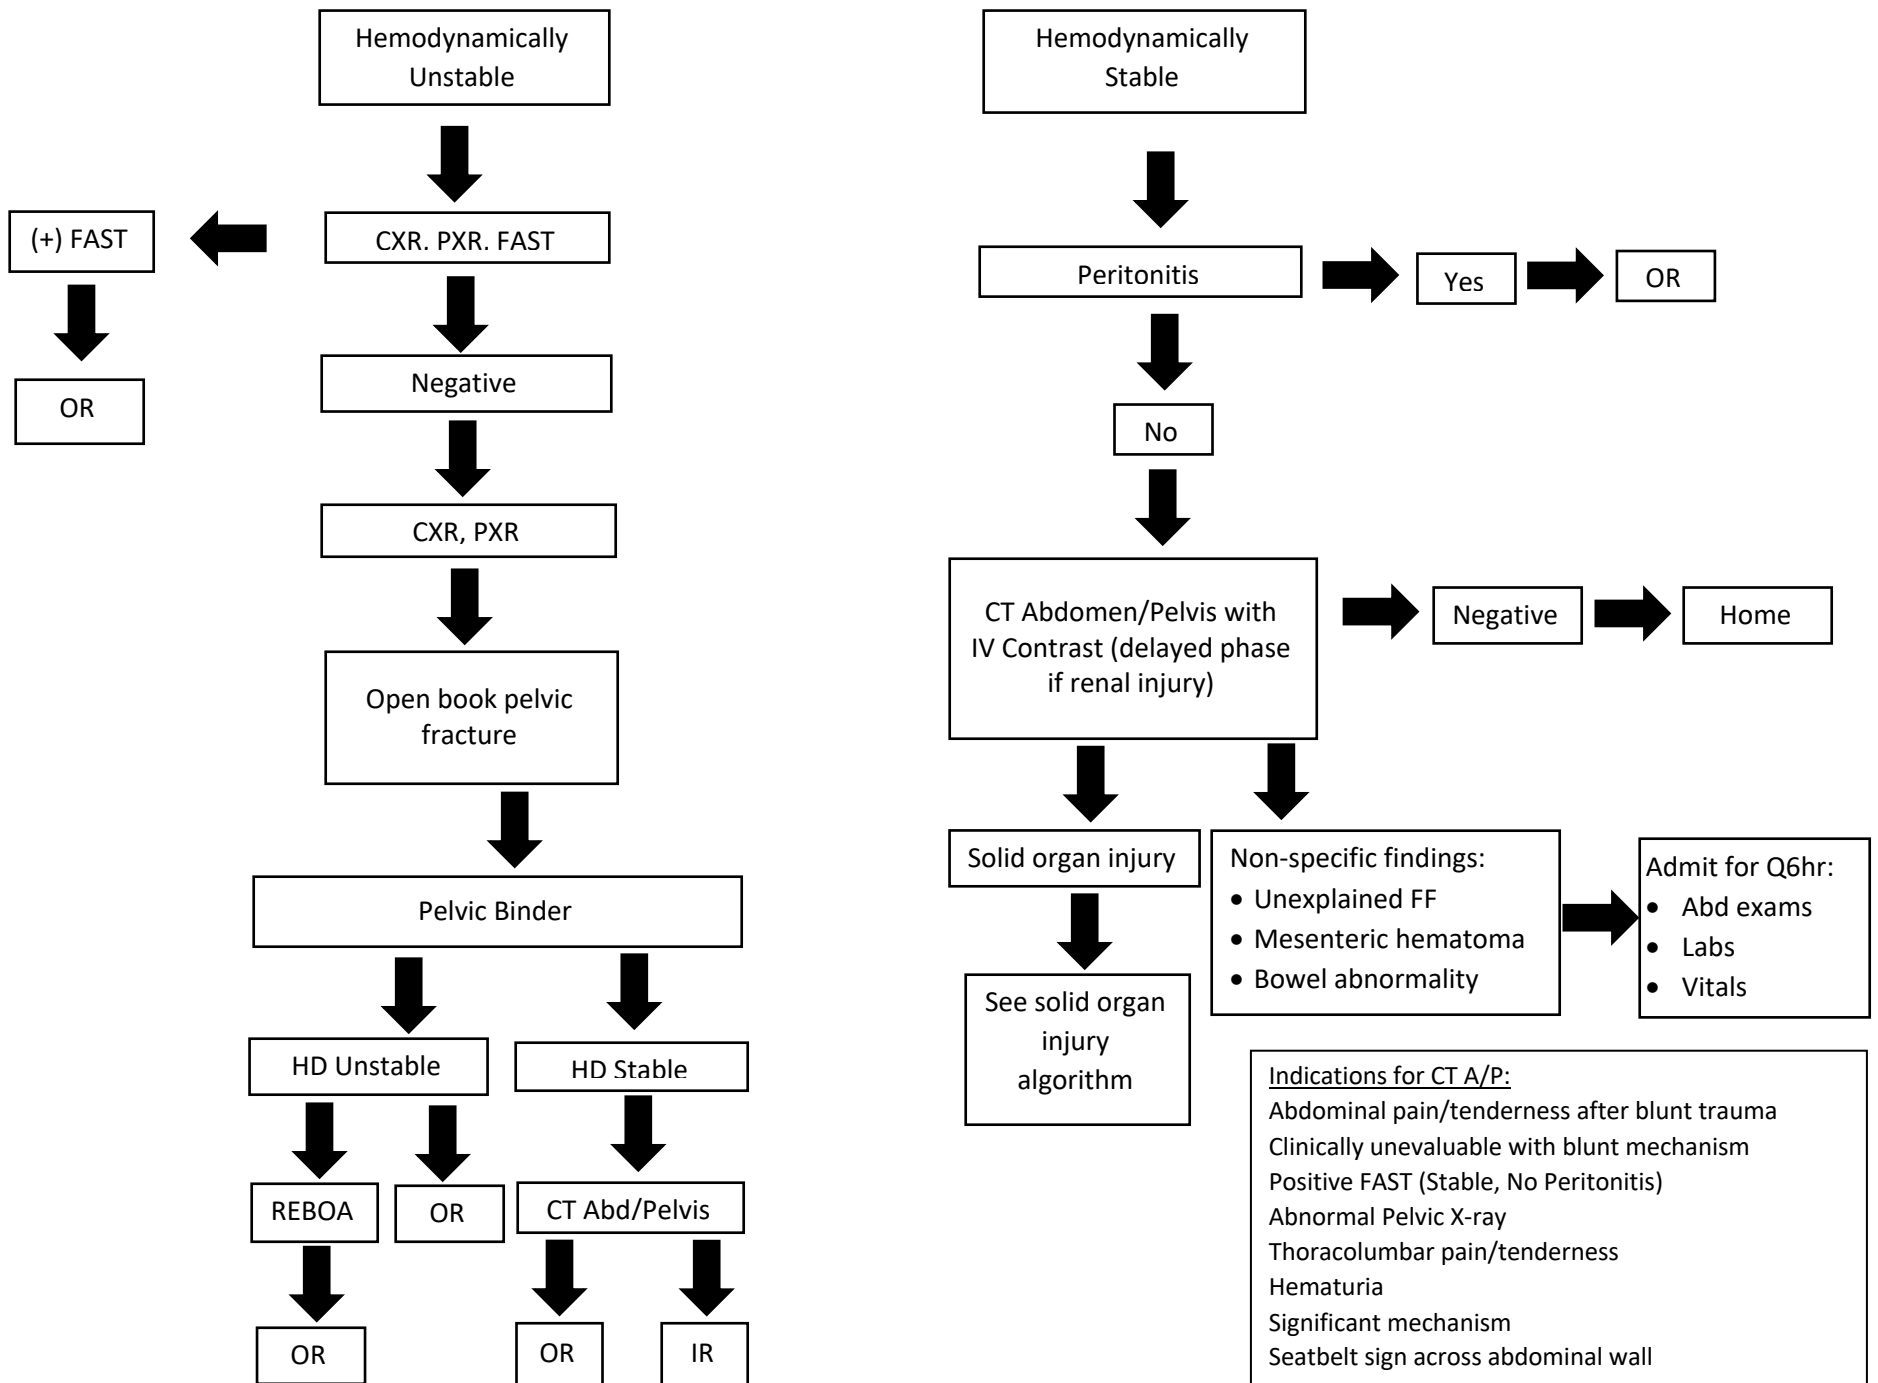 Hemodynamically
Unstable
(+) FAST
CXR. PXR. FAST
OR
Negative
CXR, PXR
Open book pelvic
fracture
Pelvic Binder
HD Unstable
HD Stable
REBOA
OR
CT Abd/Pelvis
OR
OR
IR
Hemodynamically
Stable
Peritonitis
Yes
OR
No
CT Abdomen/Pelvis with
IV Contrast (delayed phase
if renal injury)
Negative
Home
Solid organ injury
See solid organ
injury
algorithm
Non-specific findings:
• Unexplained FF
• Mesenteric hematoma
• Bowel abnormality
Admit for Q6hr:
• Abd exams
• Labs
• Vitals
Indications for CT A/P:
Abdominal pain/tenderness after blunt trauma
Clinically unevaluable with blunt mechanism
Positive FAST (Stable, No Peritonitis)
Abnormal Pelvic X-ray
Thoracolumbar pain/tenderness
Hematuria
Significant mechanism
Seatbelt sign across abdominal wall